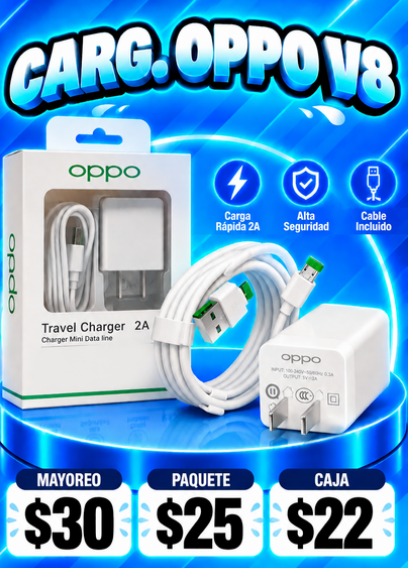 CARG. OPPO V8
oppo
oppo
Travel Charger 2A
Charger Mini Data line
Carga
Rápida 2A
Alta
Seguridad
Cable
Incluido
oppo
MAYOREO
$30
PAQUETE
$25
CAJA
$22